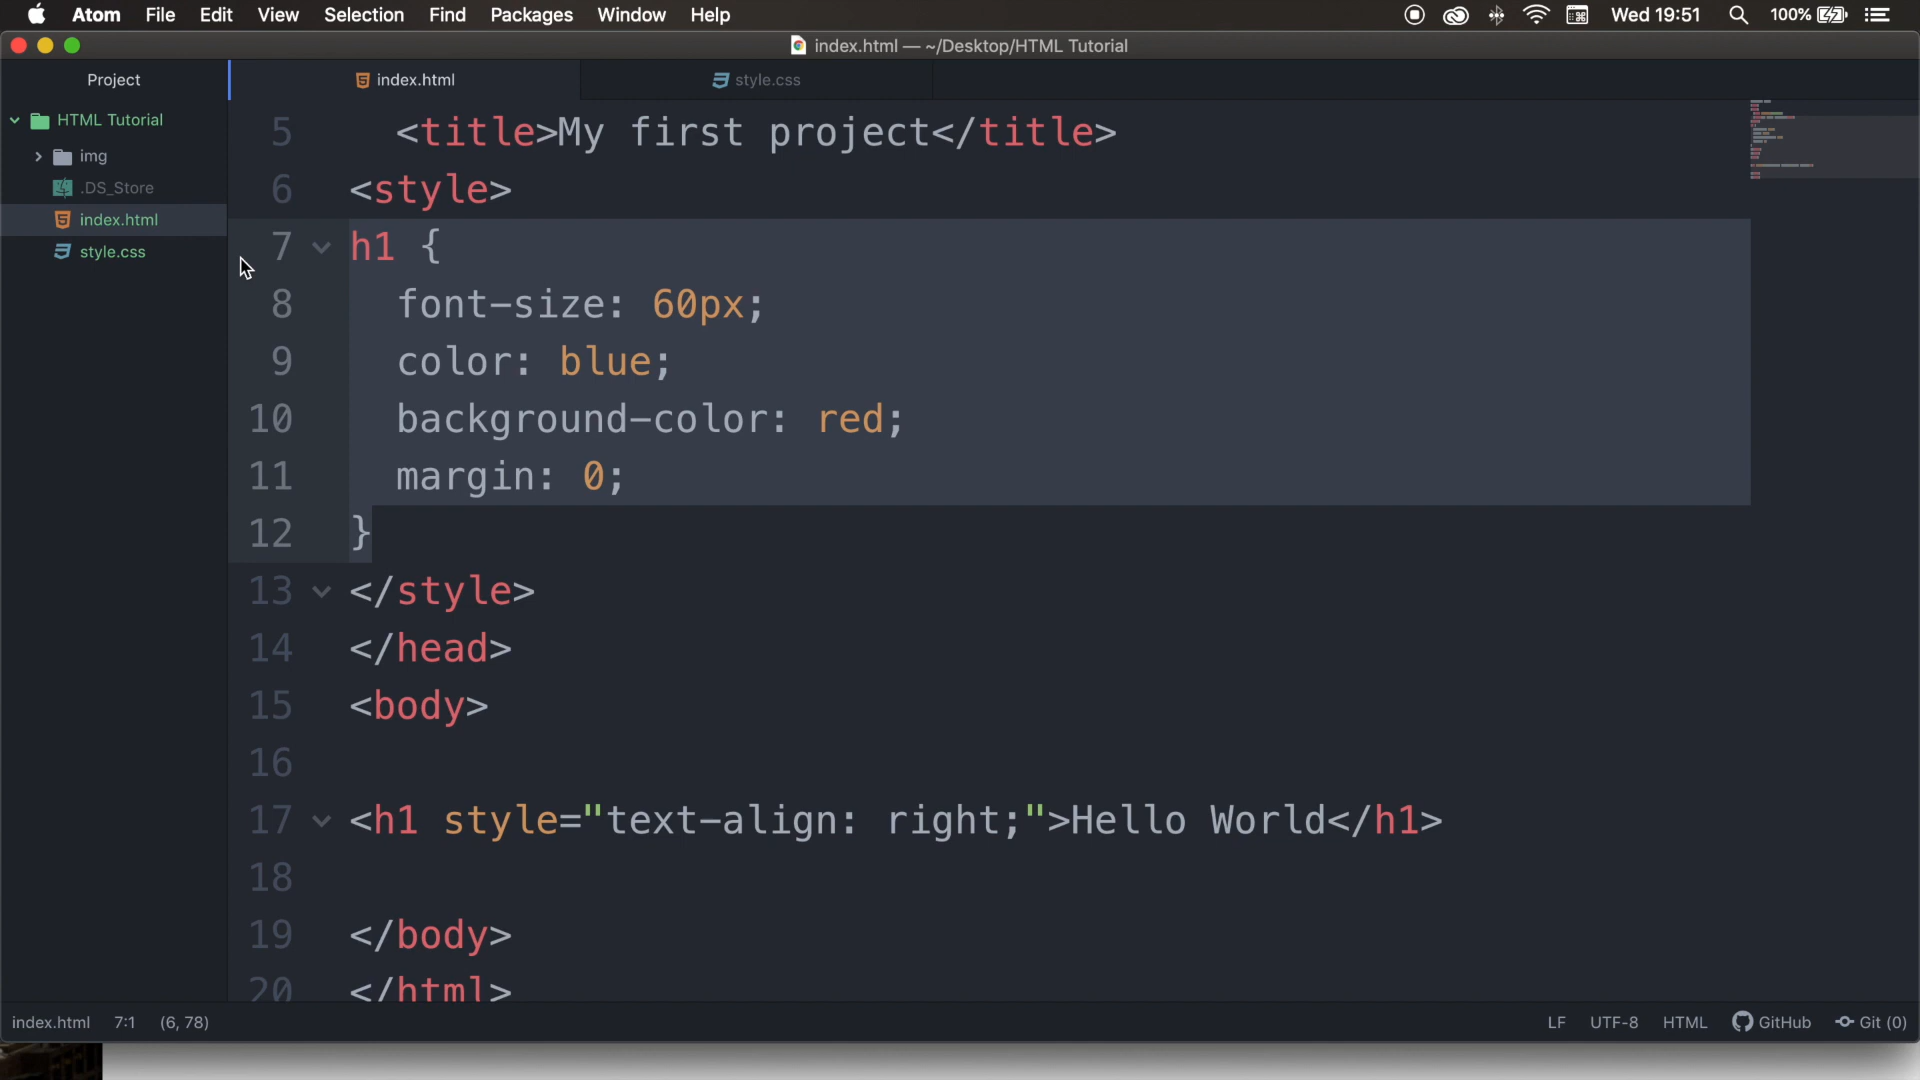 Atom File Edit View Selection Find Packages Window Help Wed 19:51 100%
index.html — ~/Desktop/HTML Tutorial
Project index.html style.css
HTML Tutorial
img
.DS_Store
index.html
style.css
5 <title>My first project</title>
6 <style>
7 h1 {
8 font-size: 60px;
9 color: blue;
10 background-color: red;
11 margin: 0;
12 }
13 </style>
14 </head>
15 <body>
16
17 <h1 style="text-align: right;">Hello World</h1>
18
19 </body>
20 </html>
index.html 7:1 (6, 78) LF UTF-8 HTML GitHub Git (0)